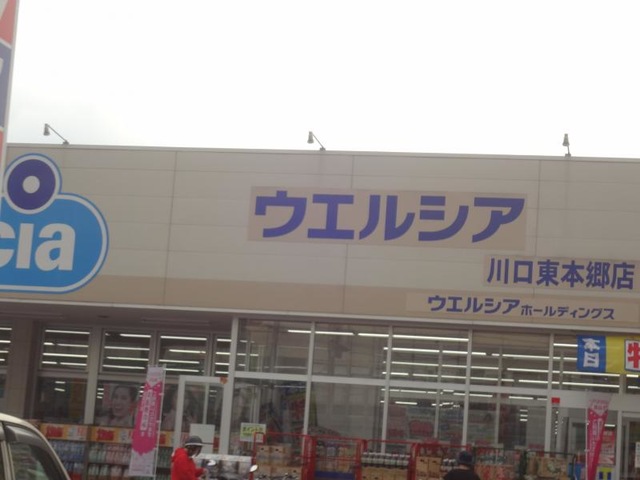 cia
ウエルシア
川口東本郷店
ウエルシアホールディングス
本日